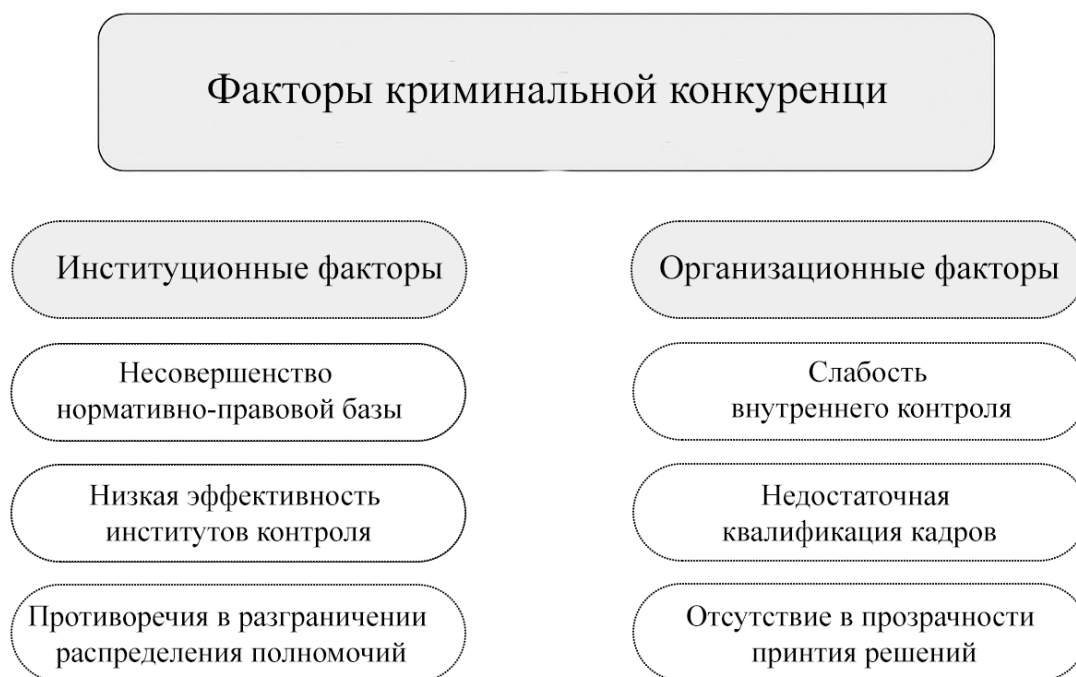 Факторы криминальной конкуренци
Институционные факторы
Несовершенство
нормативно-правовой базы
Низкая эффективность
институтов контроля
Противоречия в разграничении
распределения полномочий
Организационные факторы
Слабость
внутреннего контроля
Недостаточная
квалификация кадров
Отсутствие в прозрачности
принтия решений